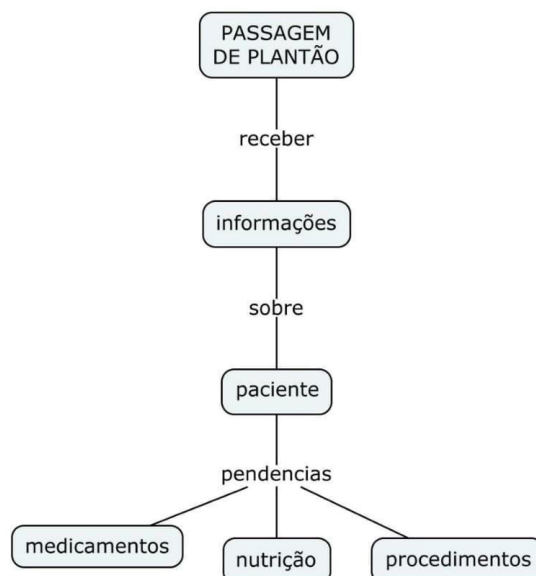 PASSAGEM
DE PLANTÃO
receber
informações
sobre
paciente
pendencias
medicamentos
nutrição
procedimentos